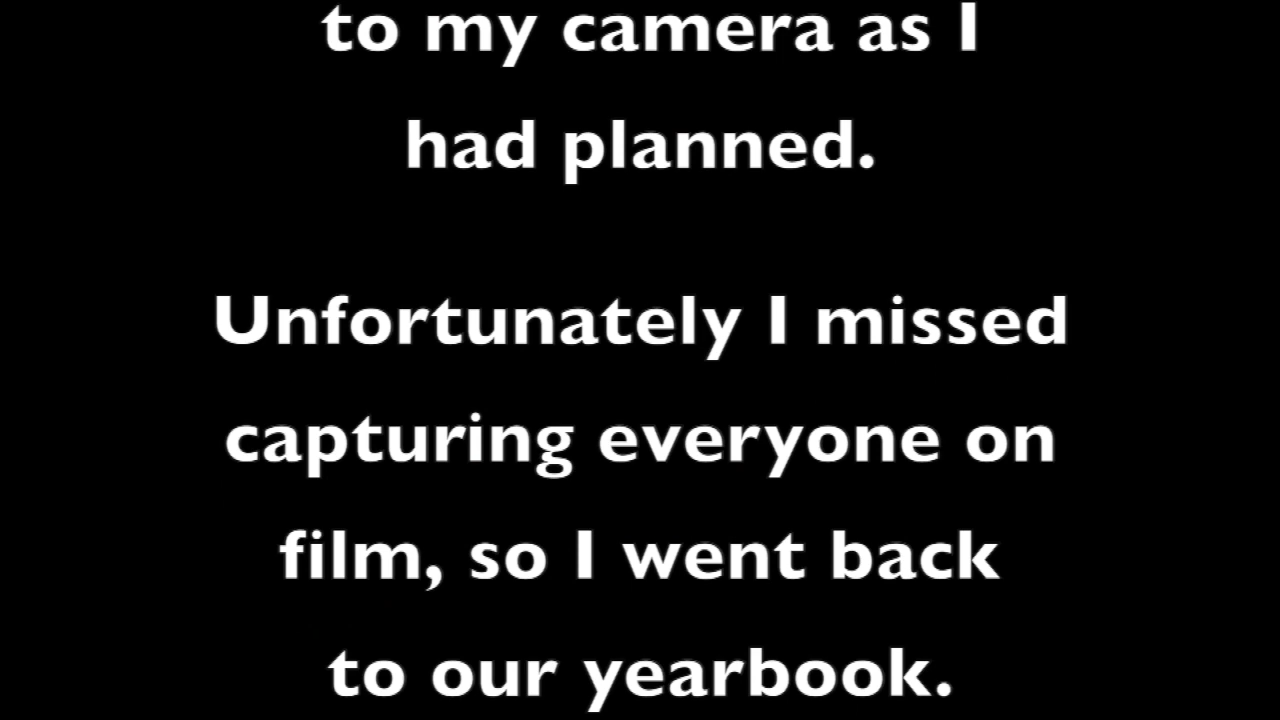 to my camera as I
had planned.
Unfortunately I missed
capturing everyone on
film, so I went back
to our yearbook.